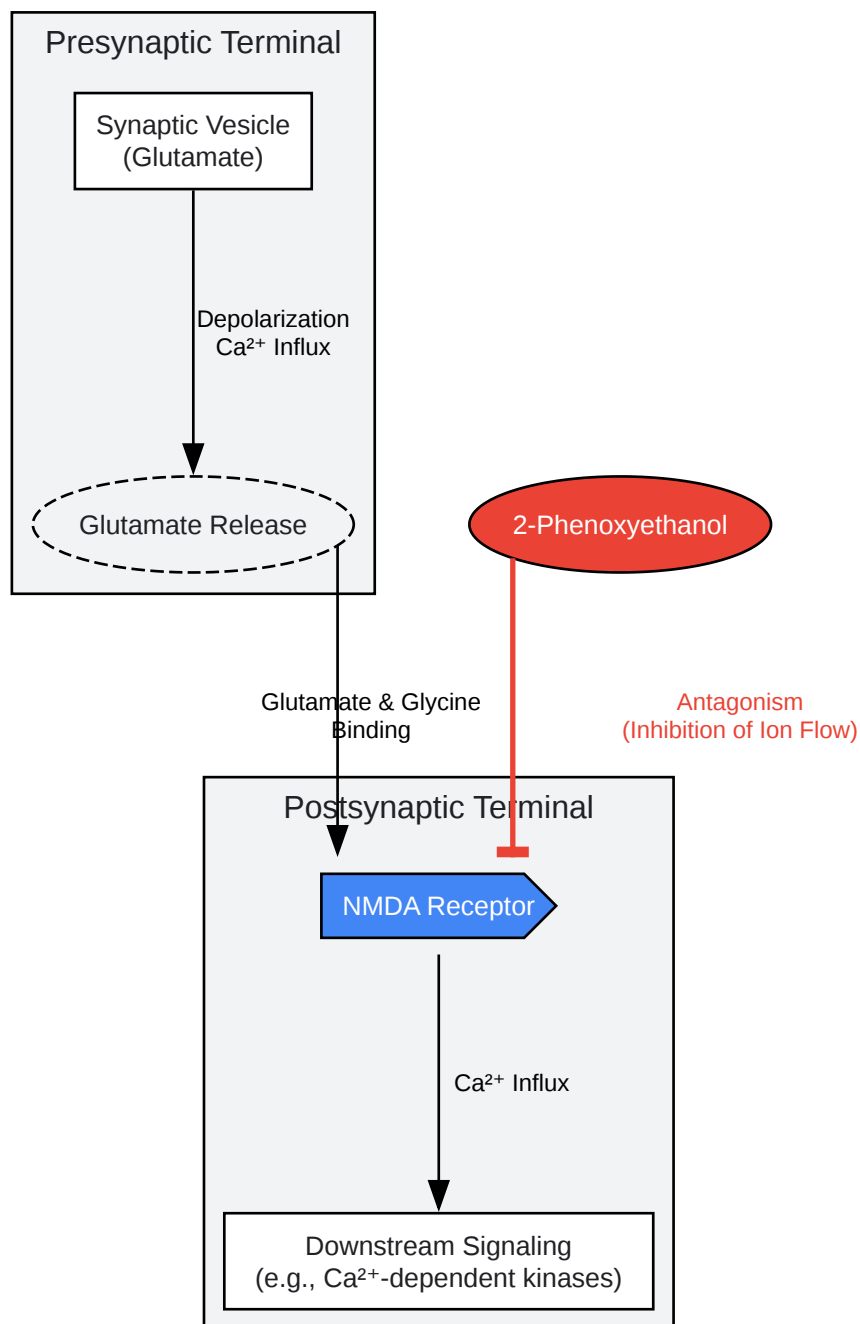 Presynaptic Terminal
Synaptic Vesicle
(Glutamate)
Depolarization
Ca²⁺ Influx
Glutamate Release
2-Phenoxyethanol
Glutamate & Glycine
Binding
Antagonism
(Inhibition of Ion Flow)
Postsynaptic Terminal
NMDA Receptor
Ca²⁺ Influx
Downstream Signaling
(e.g., Ca²⁺-dependent kinases)